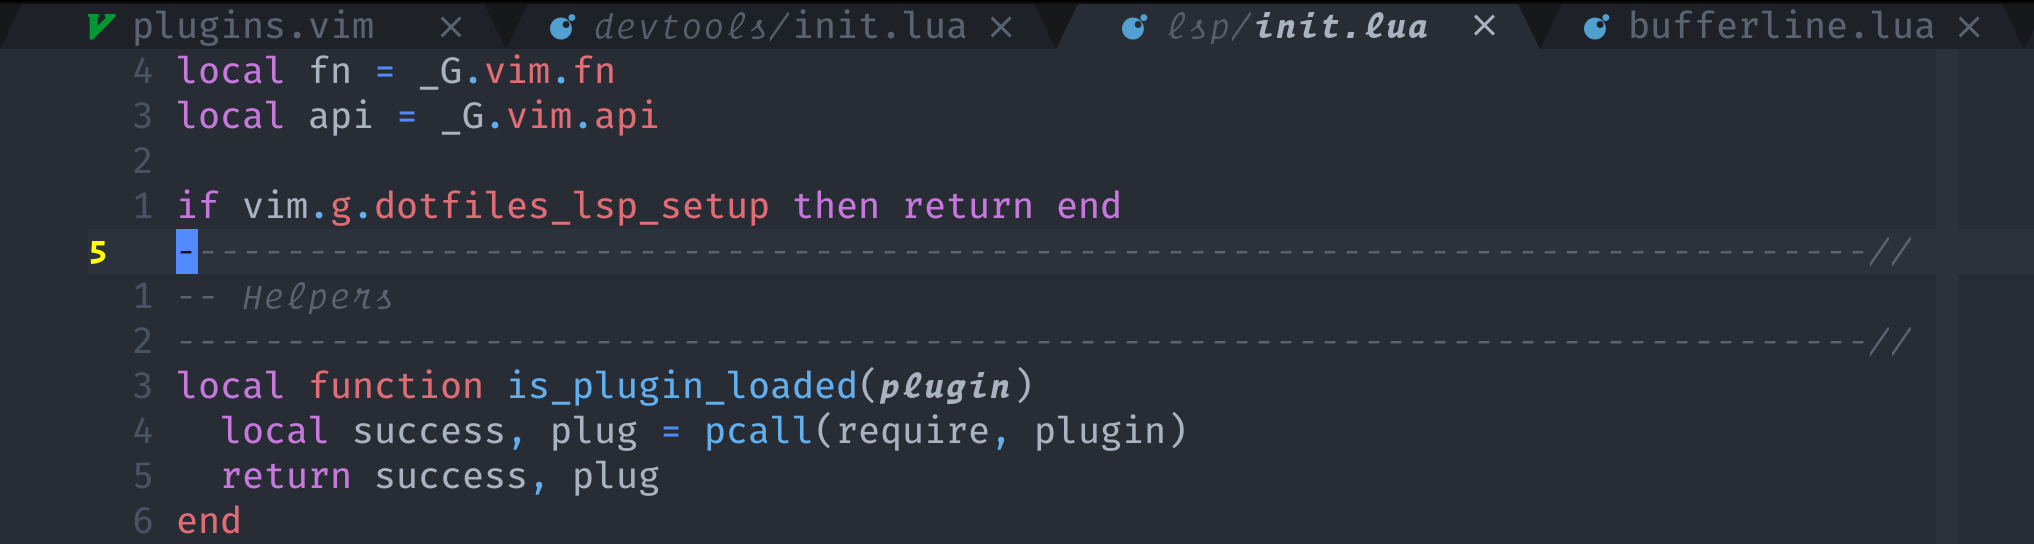 plugins.vim × devtools/init.lua × lsp/init.lua × bufferline.lua ×
4 local fn = _G.vim.fn
3 local api = _G.vim.api
2
1 if vim.g.dotfiles_lsp_setup then return end
5 -----------------------------------------------------------------------------//
1 -- Helpers
2 -----------------------------------------------------------------------------//
3 local function is_plugin_loaded(plugin)
4   local success, plug = pcall(require, plugin)
5   return success, plug
6 end